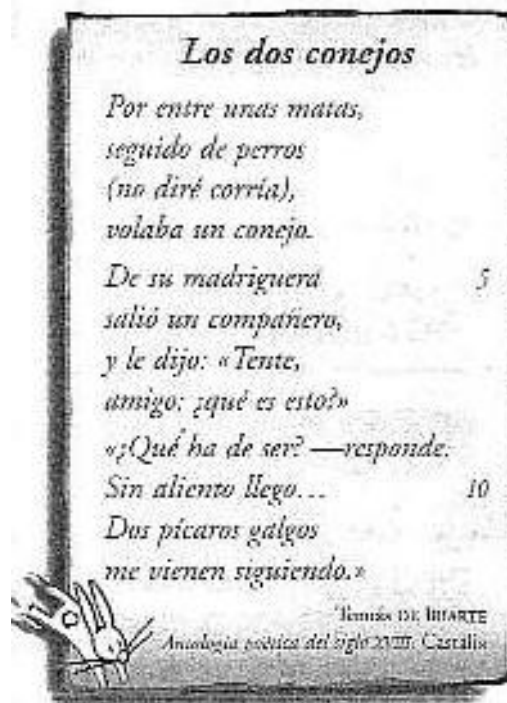 Los dos conejos
Por entre unas matas,
seguido de perros
(no diré corría),
volaba un conejo.
De su madriguera 5
salió un compañero,
y le dijo: «Tente,
amigo: ¿qué es esto?»
«¿Qué ha de ser? —responde:
Sin aliento llego... 10
Dos pícaros galgos
me vienen siguiendo.»
Tomás DE IRIARTE
Antología poética del siglo XVIII. Castalia